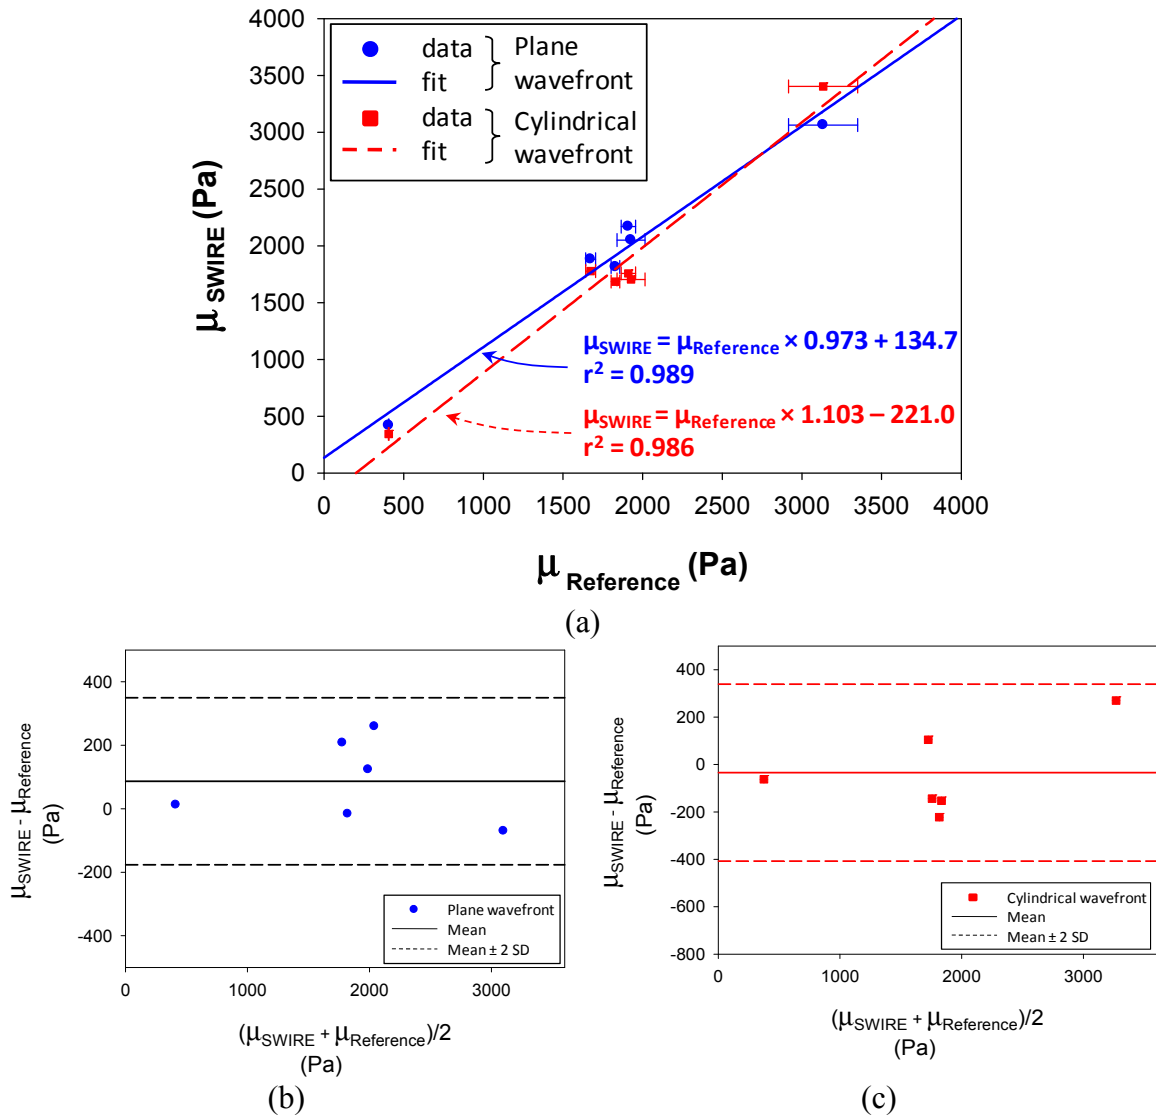 4000
3500
3000
2500
2000
1500
1000
500
0
μ SWIRE (Pa)
data
fit
Plane
wavefront
data
fit
Cylindrical
wavefront
μSWIRE = μReference × 0.973 + 134.7
r² = 0.989
μSWIRE = μReference × 1.103 – 221.0
r² = 0.986
0 500 1000 1500 2000 2500 3000 3500 4000
μ Reference (Pa)
(a)
400
200
0
-200
-400
μSWIRE - μReference
(Pa)
Plane wavefront
Mean
Mean ± 2 SD
0 1000 2000 3000
(μSWIRE + μReference)/2
(Pa)
(b)
400
200
0
-200
-400
-600
-800
μSWIRE - μReference
(Pa)
Cylindrical wavefront
Mean
Mean ± 2 SD
0 1000 2000 3000
(μSWIRE + μReference)/2
(Pa)
(c)